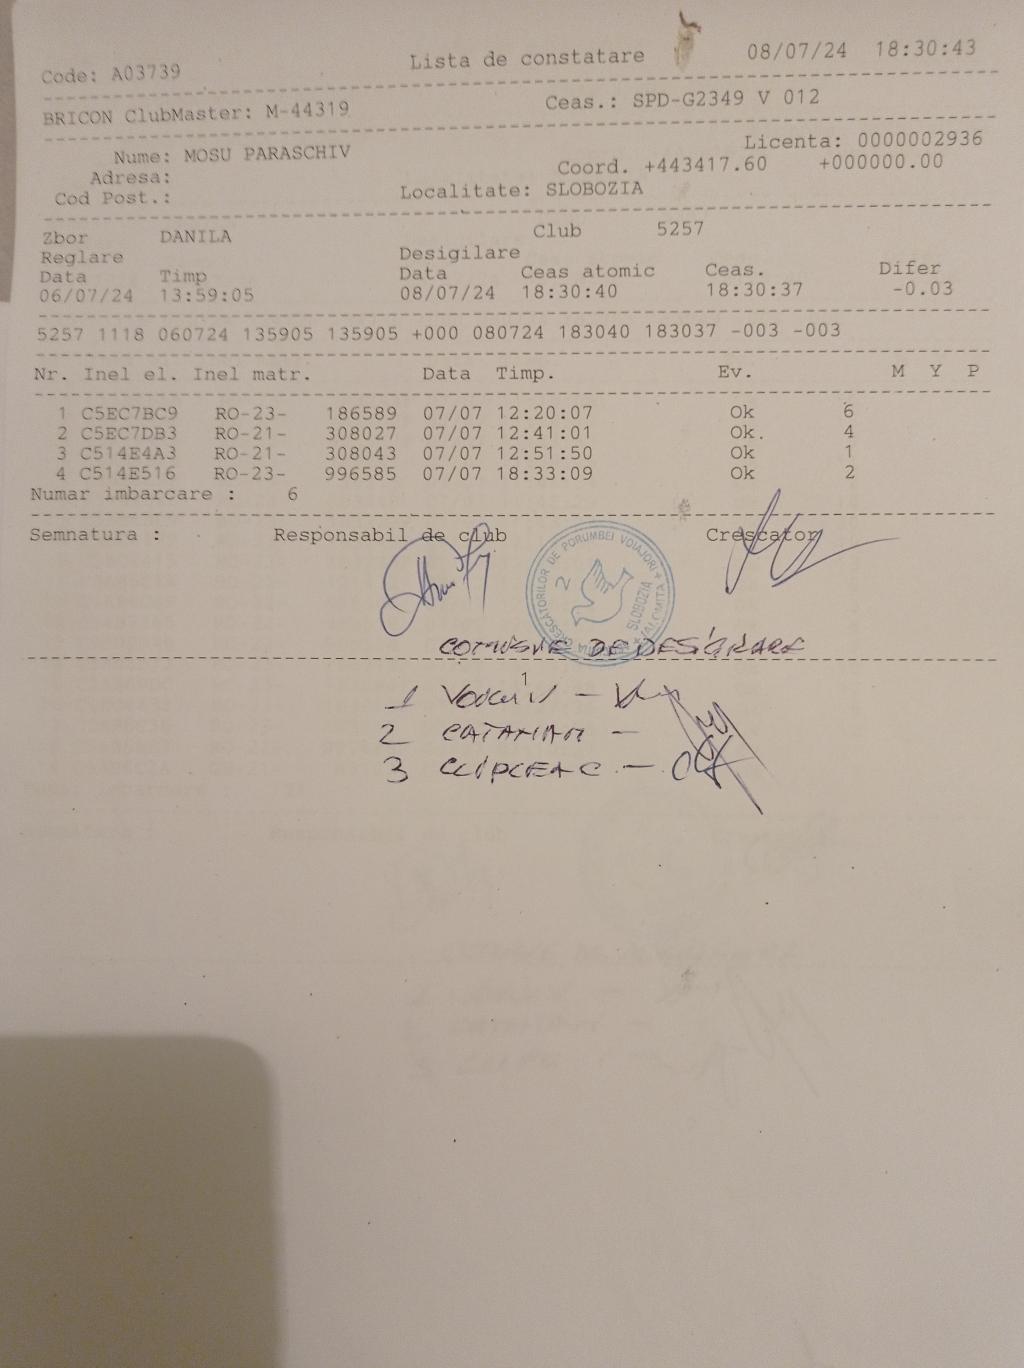 Code: A03739 Lista de constatare 08/07/24 18:30:43
BRICON ClubMaster: M-44319 Ceas.: SPD-G2349 V 012
Licenta: 0000002936
Nume: MOSU PARASCHIV Coord. +443417.60 +000000.00
Adresa:
Cod Post.: Localitate: SLOBOZIA
Zbor DANILA Club 5257
Reglare Desigilare
Data Timp Data Ceas atomic Ceas. Difer
06/07/24 13:59:05 08/07/24 18:30:40 18:30:37 -0.03
5257 1118 060724 135905 135905 +000 080724 183040 183037 -003 -003
Nr. Inel el. Inel matr. Data Timp. Ev. M Y P
1 C5EC7BC9 RO-23- 186589 07/07 12:20:07 Ok 6
2 C5EC7DB3 RO-21- 308027 07/07 12:41:01 Ok. 4
3 C514E4A3 RO-21- 308043 07/07 12:51:50 Ok 1
4 C514E516 RO-23- 996585 07/07 18:33:09 Ok 2
Numar imbarcare : 6
Semnatura : Responsabil de club Crescator
CRESCATORILOR DE PORUMBEI VOIAJORI
IALOMITA
SLOBOZIA
2
DE
1
2
3